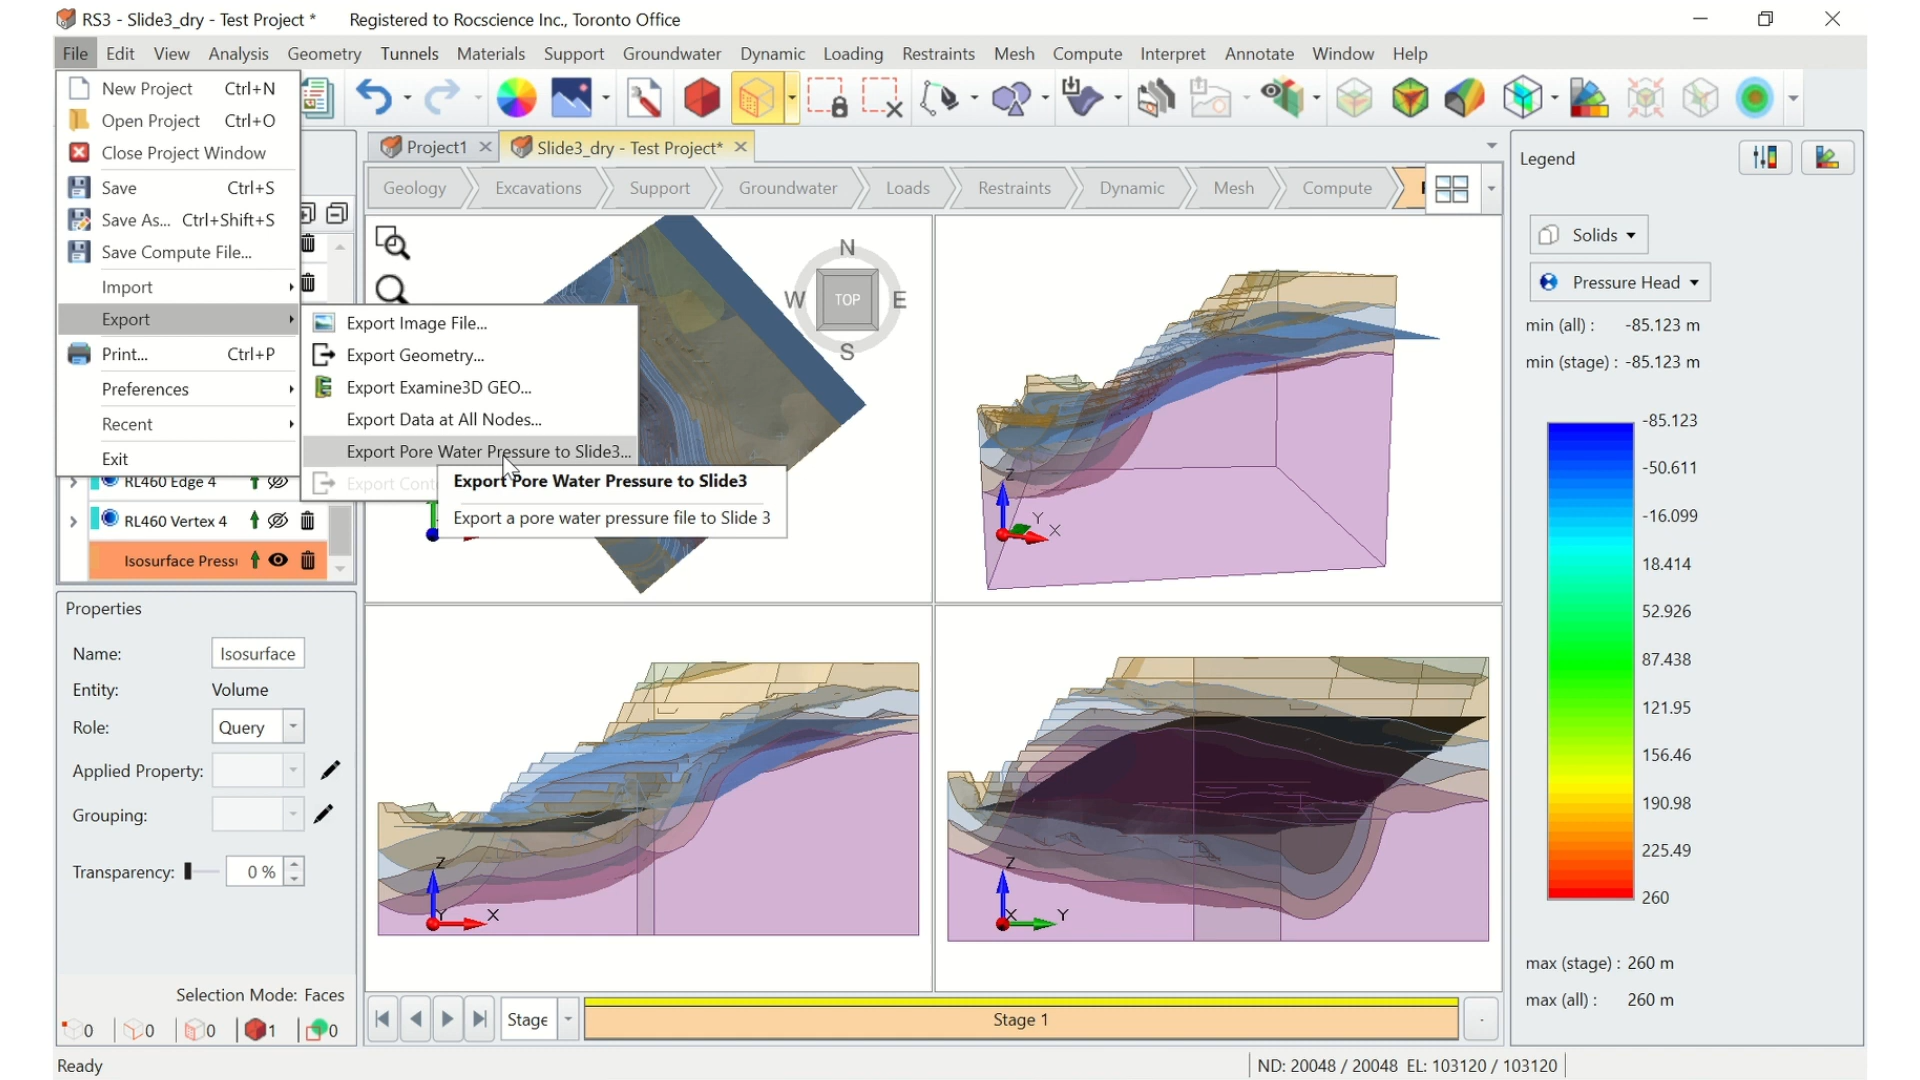 RS3 - Slide3_dry - Test Project * Registered to Rocscience Inc., Toronto Office
File Edit View Analysis Geometry Tunnels Materials Support Groundwater Dynamic Loading Restraints Mesh Compute Interpret Annotate Window Help
New Project Ctrl+N
Open Project Ctrl+O
Close Project Window
Save Ctrl+S
Save As... Ctrl+Shift+S
Save Compute File...
Import
Export
Print... Ctrl+P
Preferences
Recent
Exit
Export Image File...
Export Geometry...
Export Examine3D GEO...
Export Data at All Nodes...
Export Pore Water Pressure to Slide3...
Export Cont
Export Pore Water Pressure to Slide3
Export a pore water pressure file to Slide 3
RL460 Edge 4
RL460 Vertex 4
Isosurface Press
Project1
Slide3_dry - Test Project*
Geology Excavations Support Groundwater Loads Restraints Dynamic Mesh Compute
N
W TOP E
S
Z
Y
X
Z
Y X
Z
X Y
Properties
Name: Isosurface
Entity: Volume
Role: Query
Applied Property:
Grouping:
Transparency: 0 %
Selection Mode: Faces
0 0 0 1 0
Stage
Stage 1
Legend
Solids
Pressure Head
min (all) : -85.123 m
min (stage) : -85.123 m
-85.123
-50.611
-16.099
18.414
52.926
87.438
121.95
156.46
190.98
225.49
260
max (stage) : 260 m
max (all) : 260 m
Ready
ND: 20048 / 20048 EL: 103120 / 103120